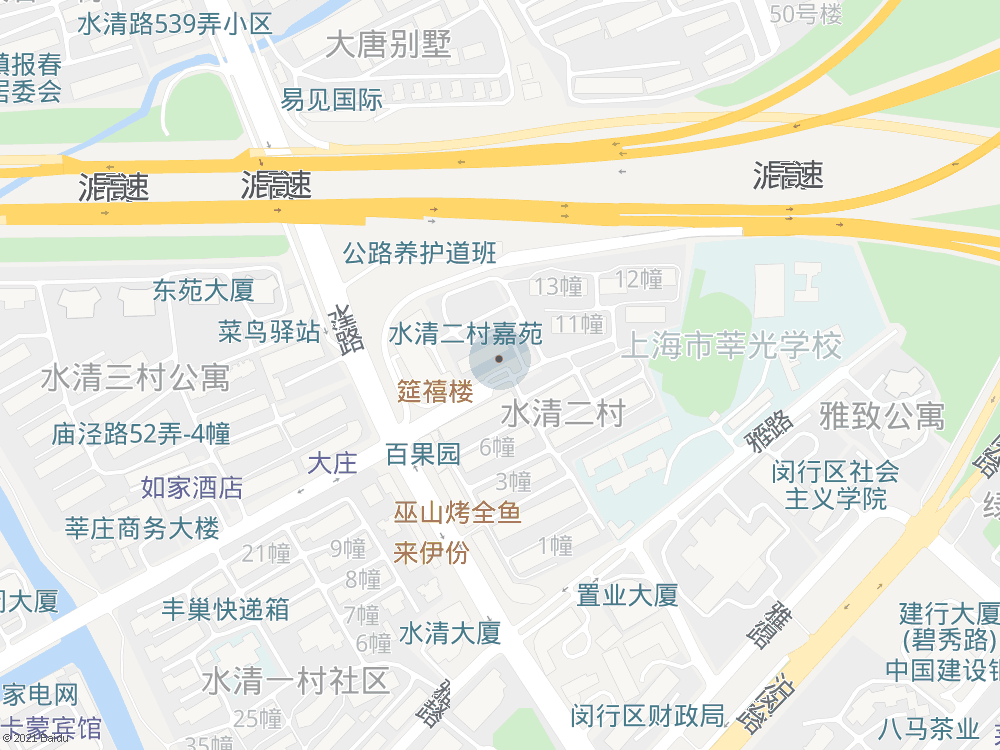 50号楼
水清路539弄小区
大唐别墅
镇报春
居委会
易见国际
公路养护道班
东苑大厦
13幢
12幢
11幢
菜鸟驿站
水清路
水清二村嘉苑
上海市莘光学校
水清三村公寓
筵禧楼
水清二村
雅致公寓
庙泾路52弄-4幢
6幢
百果园
大庄
闵行区社会
主义学院
如家酒店
3幢
莘庄商务大楼
巫山烤全鱼
来伊份
9幢
21幢
1幢
8幢
置业大厦
大厦
丰巢快递箱
7幢
建行大厦
(碧秀路)
水清大厦
6幢
水清一村社区
中国建设银
家电网
25幢
闵行区财政局
八马茶业
卡蒙宾馆
35幢
© 2021 Baidu